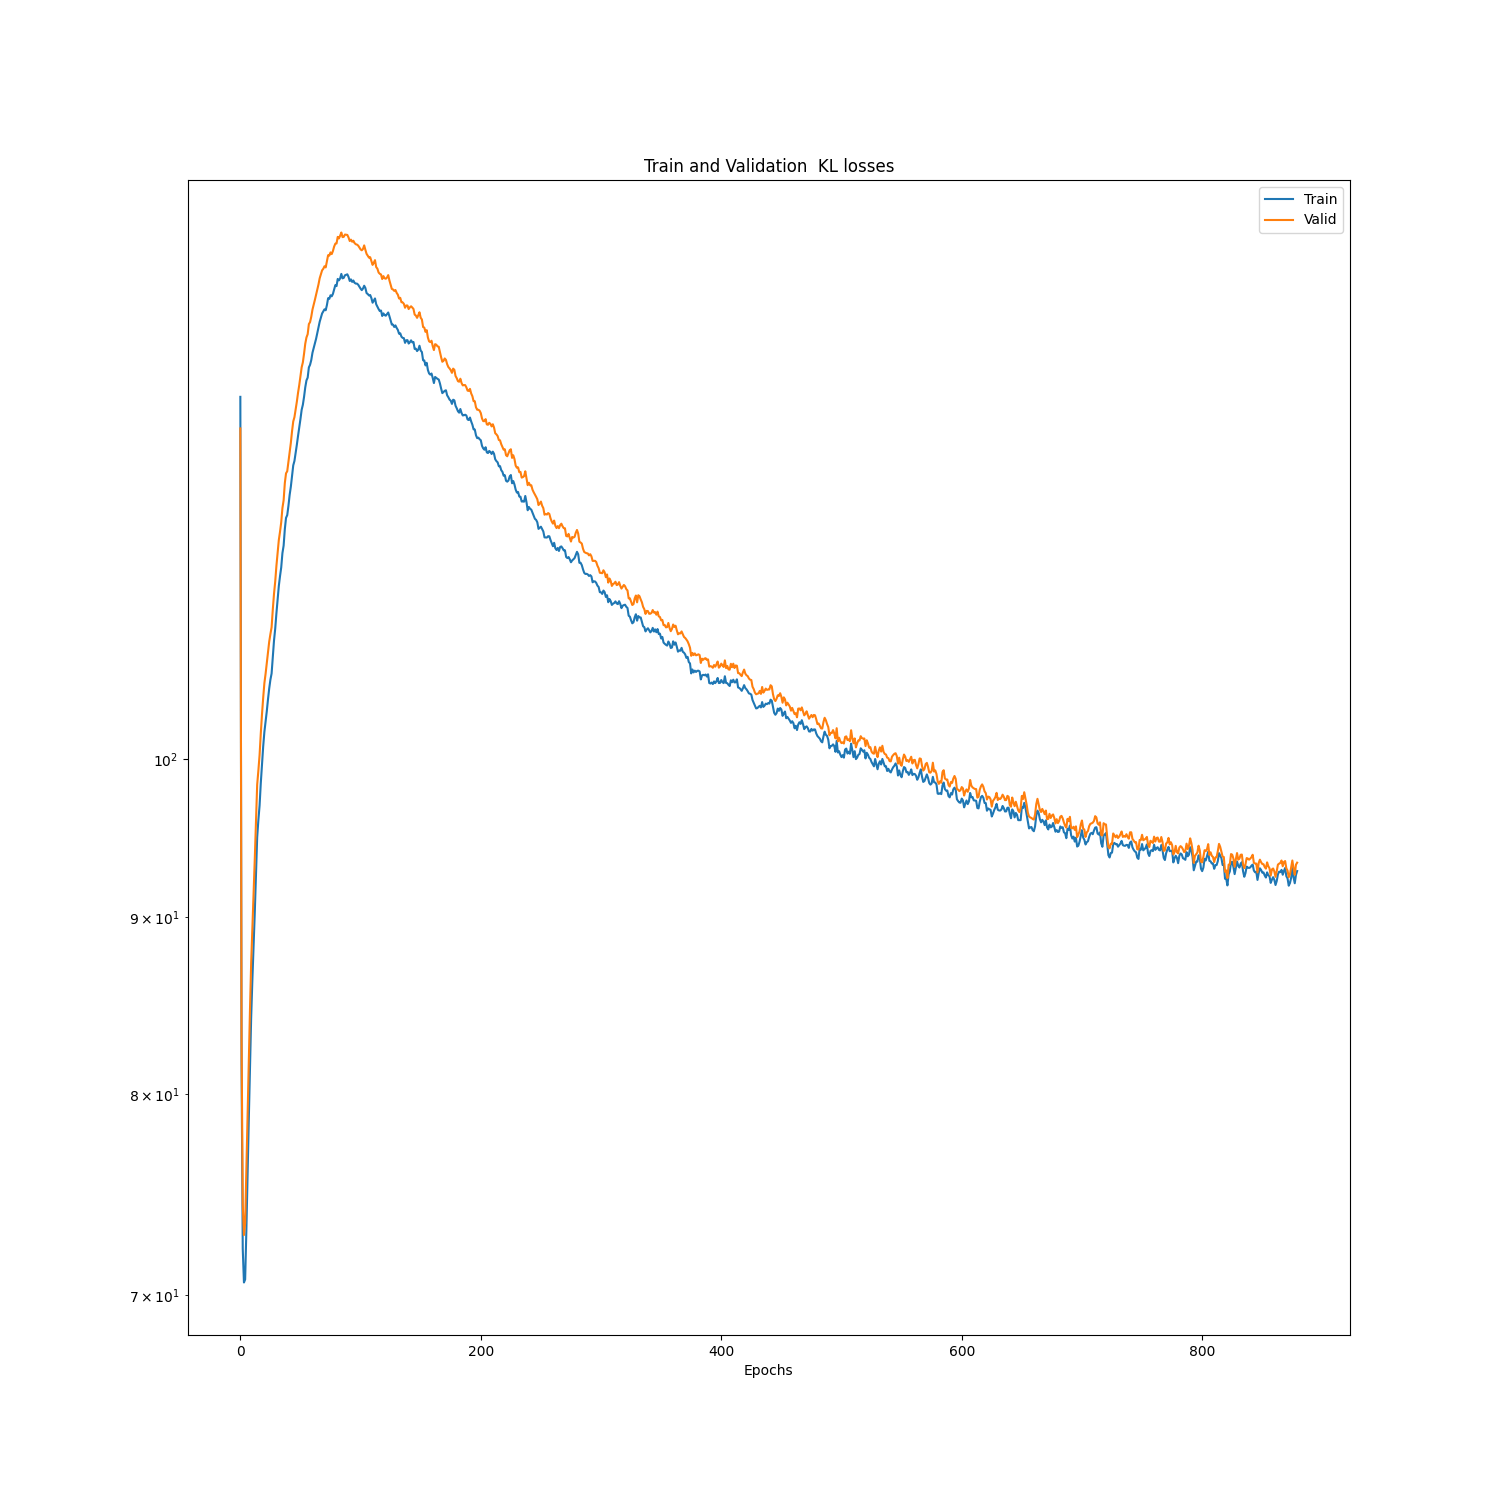 Train and Validation  KL losses
Train
Valid
10²
9 × 10¹
8 × 10¹
7 × 10¹
0 200 400 600 800
Epochs